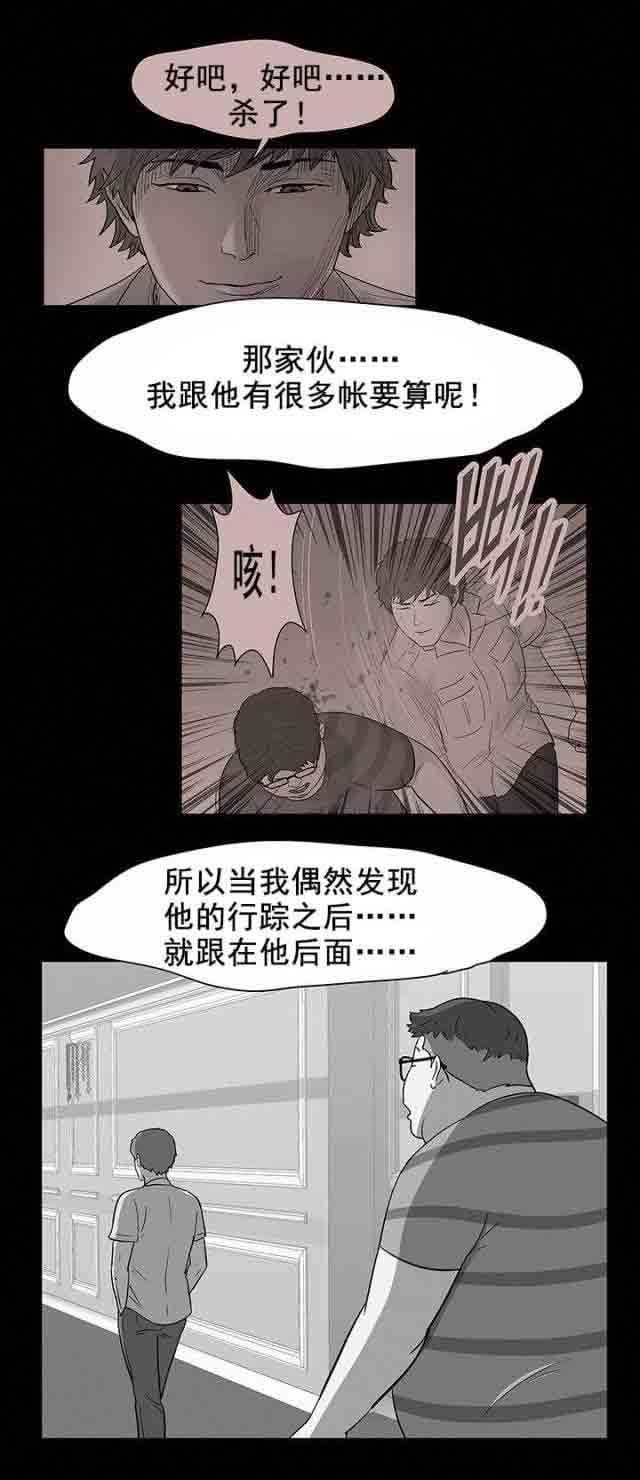 好吧，好吧……
杀了！
那家伙……
我跟他有很多帐要算呢！
咳！
所以当我偶然发现
他的行踪之后……
就跟在他后面……